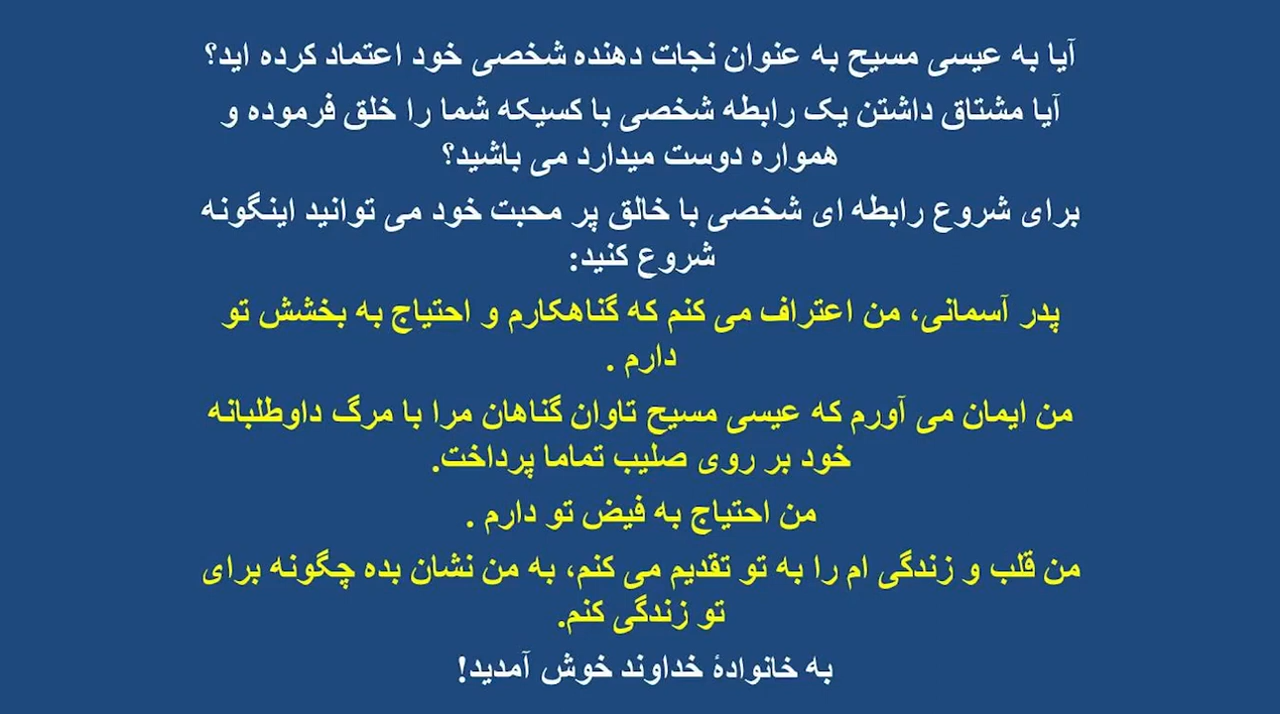 آیا به عیسی مسیح به عنوان نجات دهنده شخصی خود اعتماد کرده اید؟
آیا مشتاق داشتن یک رابطه شخصی با کسیکه شما را خلق فرموده و
همواره دوست میدارد می باشید؟
برای شروع رابطه ای شخصی با خالق پر محبت خود می توانید اینگونه
شروع کنید:
پدر آسمانی، من اعتراف می کنم که گناهکارم و احتیاج به بخشش تو
دارم .
من ایمان می آورم که عیسی مسیح تاوان گناهان مرا با مرگ داوطلبانه
خود بر روی صلیب تماما پرداخت.
من احتیاج به فیض تو دارم .
من قلب و زندگی ام را به تو تقدیم می کنم، به من نشان بده چگونه برای
تو زندگی کنم.
به خانوادۀ خداوند خوش آمدید!